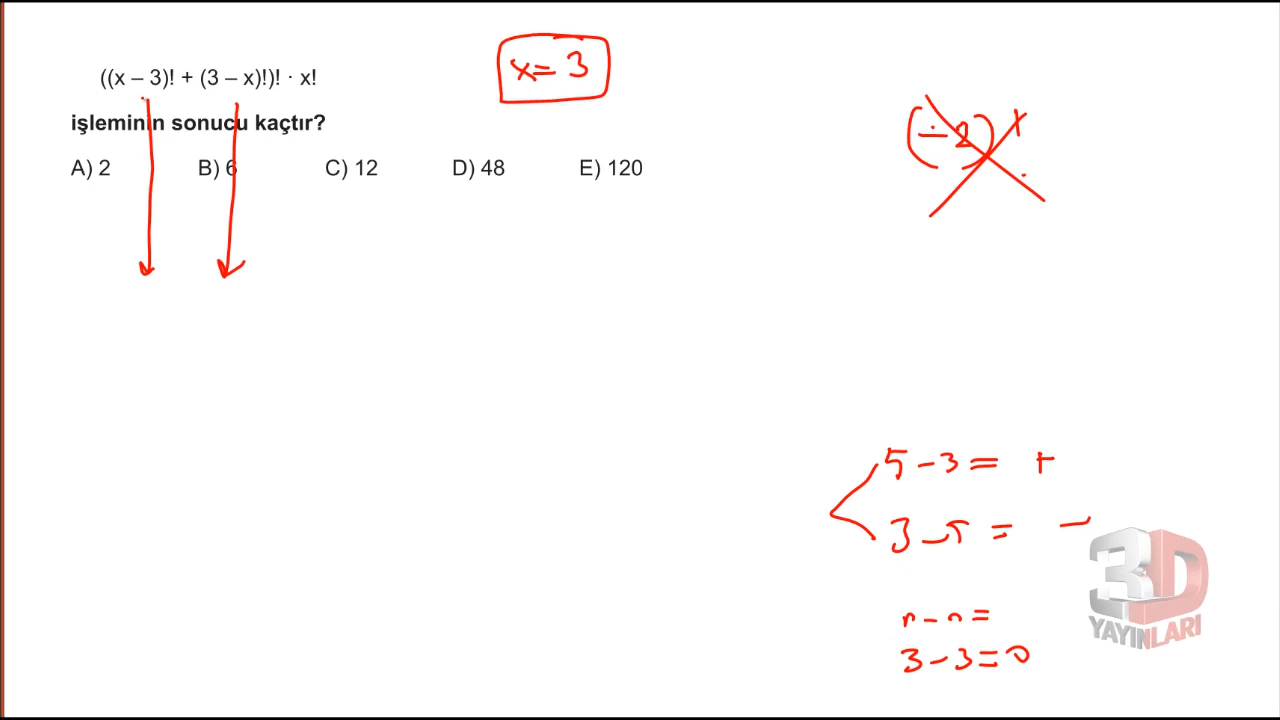 ((x – 3)! + (3 – x)!)! · x!
işleminin sonucu kaçtır?
A) 2 B) 6 C) 12 D) 48 E) 120
x = 3
(-2)!
5 - 3 = +
3 - 5 = -
n - n =
3 - 3 = 0
3D
YAYINLARI